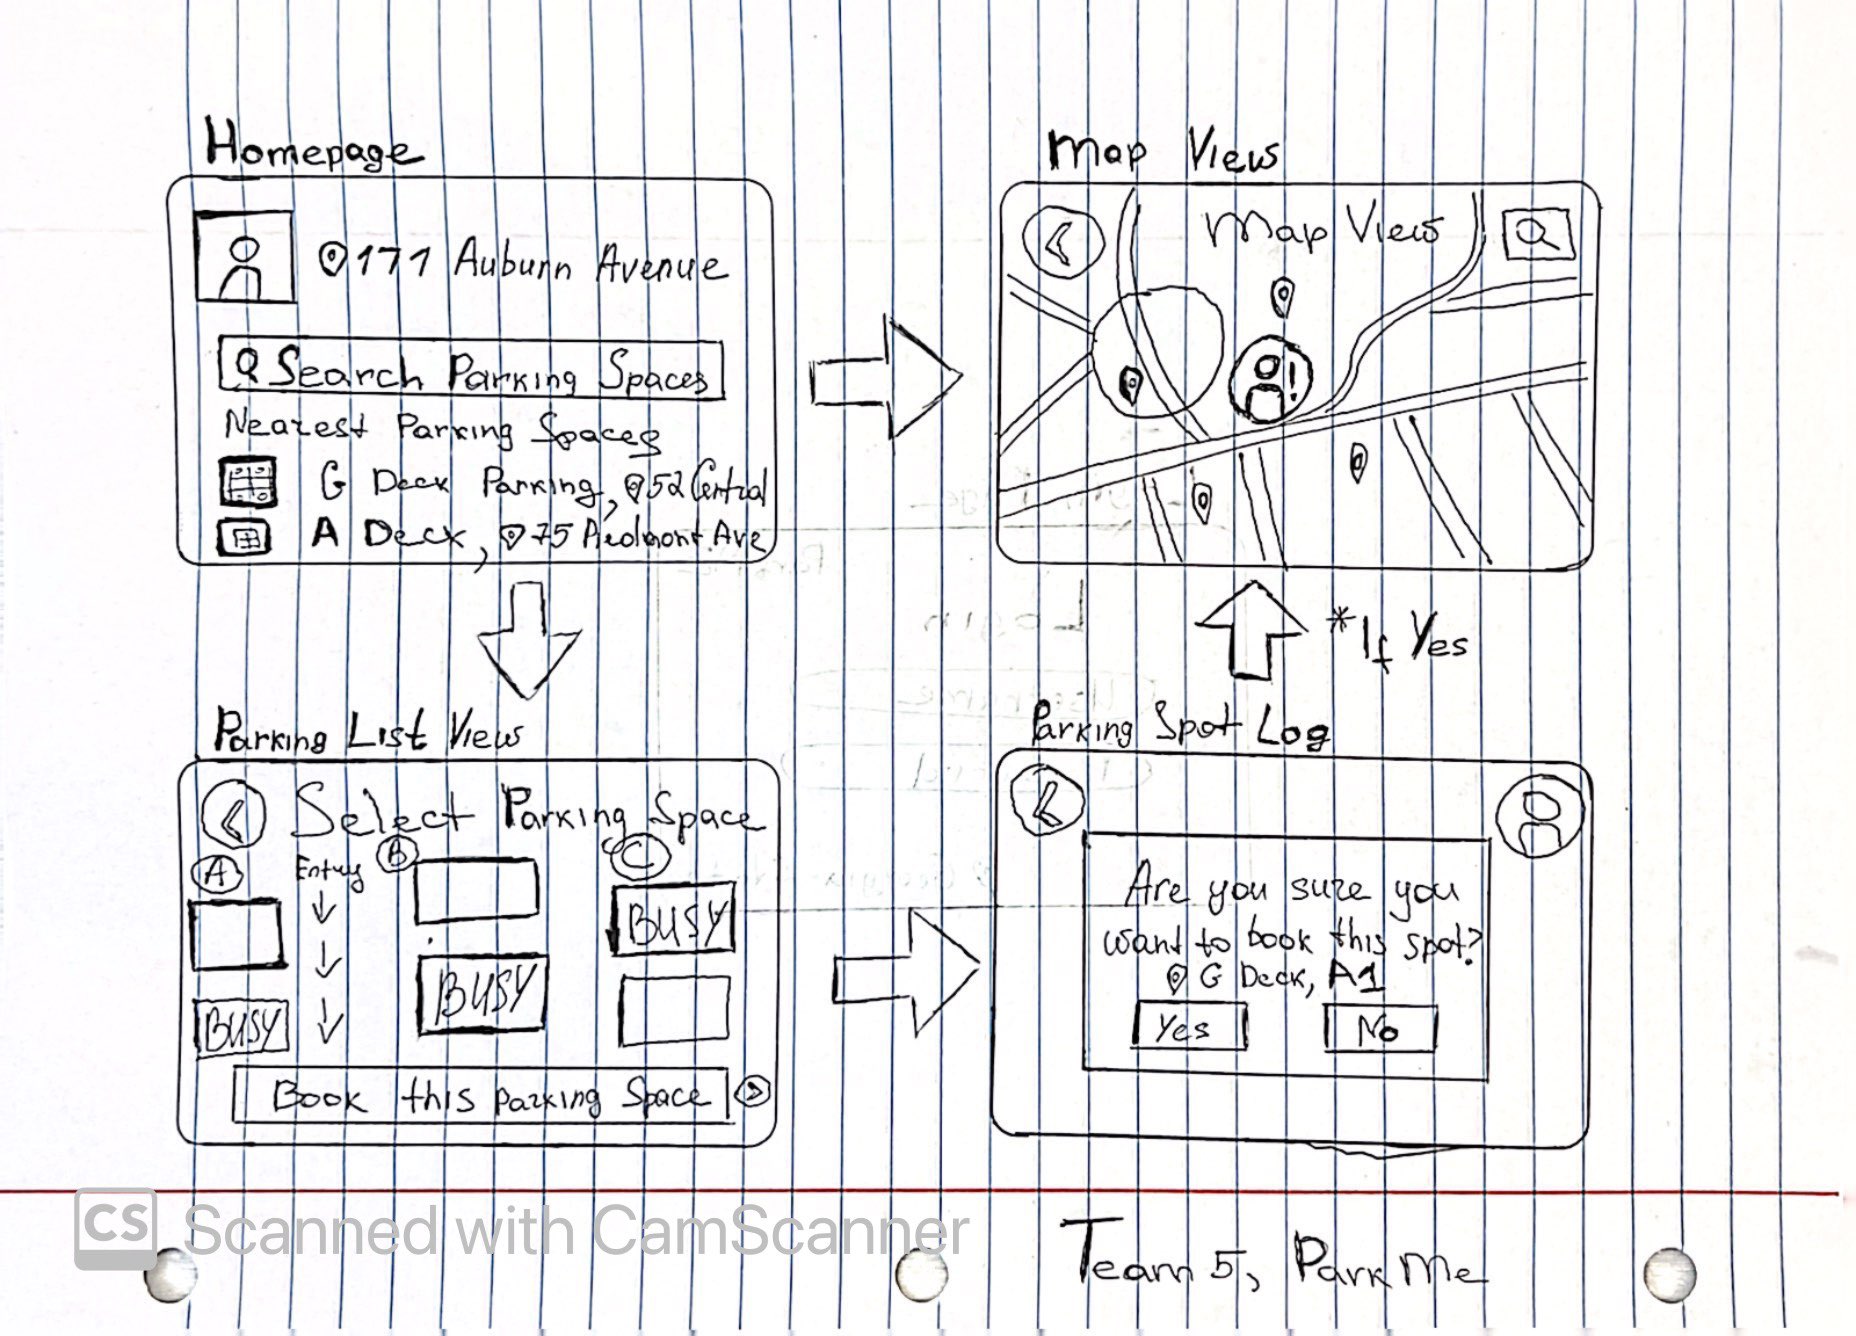 Homepage
171 Auburn Avenue
Search Parking Spaces
Nearest Parking Spaces
G Deck Parking, 52 Central
A Deck, 75 Piedmont Ave
Map View
Map View
!
*If Yes
Parking List View
Select Parking Space
A Entry B C
BUSY
BUSY
BUSY
Book this parking Space
Parking Spot Log
Are you sure you
want to book this spot?
G Deck, A1
Yes No
CS Scanned with CamScanner
Team 5, Park Me